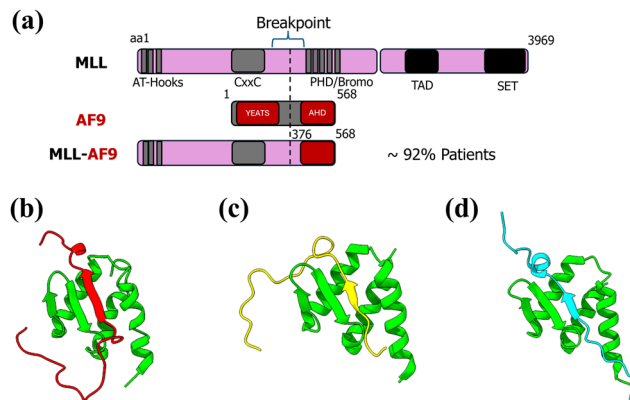 (a)
Breakpoint
aa1
3969
MLL
AT-Hooks
CxxC
PHD/Bromo
TAD
SET
1
568
AF9
YEATS
AHD
376
568
MLL-AF9
~ 92% Patients
(b)
(c)
(d)